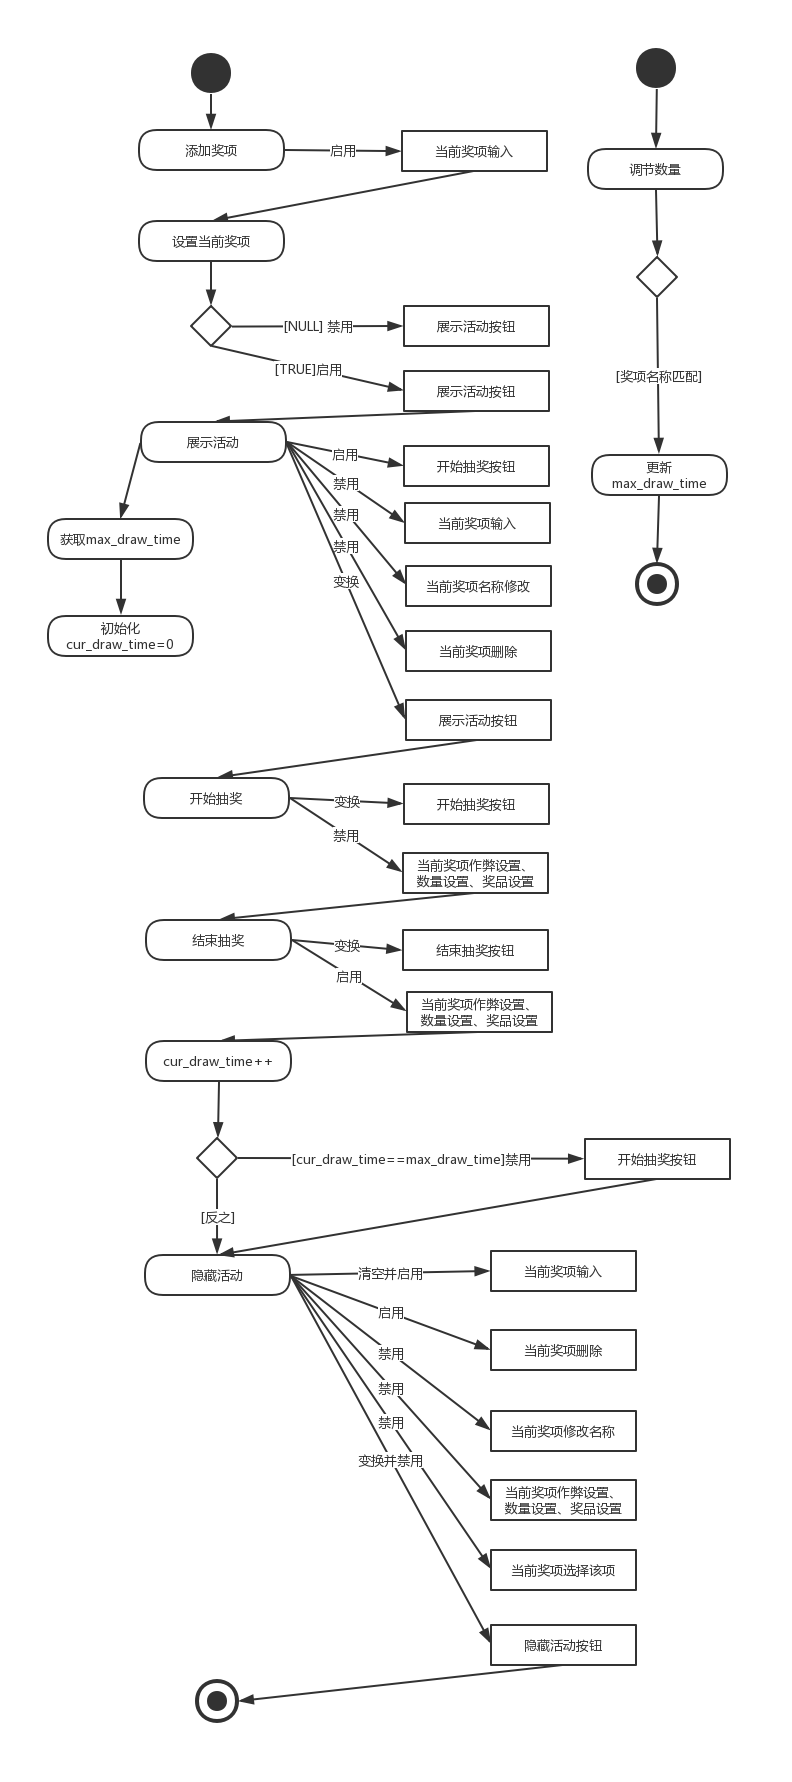 添加奖项
启用
当前奖项输入
调节数量
设置当前奖项
[NULL] 禁用
展示活动按钮
[TRUE]启用
展示活动按钮
[奖项名称匹配]
展示活动
启用
开始抽奖按钮
禁用
当前奖项输入
禁用
当前奖项名称修改
禁用
当前奖项删除
变换
展示活动按钮
更新
max_draw_time
获取max_draw_time
初始化
cur_draw_time=0
开始抽奖
变换
开始抽奖按钮
禁用
当前奖项作弊设置、
数量设置、奖品设置
结束抽奖
变换
结束抽奖按钮
启用
当前奖项作弊设置、
数量设置、奖品设置
cur_draw_time++
[cur_draw_time==max_draw_time]禁用
开始抽奖按钮
[反之]
隐藏活动
清空并启用
当前奖项输入
启用
当前奖项删除
禁用
当前奖项修改名称
禁用
当前奖项作弊设置、
数量设置、奖品设置
禁用
当前奖项选择该项
变换并禁用
隐藏活动按钮